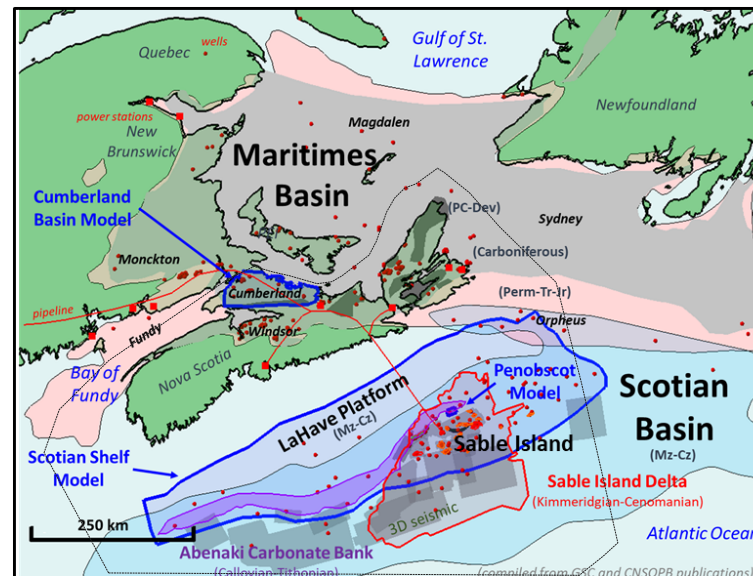 Gulf of St.
Lawrence
Quebec
wells
Newfoundland
power stations
New
Brunswick
Magdalen
Maritimes
Basin
Cumberland
Basin Model
(PC-Dev)
Sydney
(Carboniferous)
Monckton
Cumberland
(Perm-Tr-Jr)
pipeline
Fundy
Windsor
Orpheus
Bay of
Fundy
Nova Scotia
Penobscot
Model
LaHave Platform
(Mz-Cz)
Scotian
Basin
(Mz-Cz)
Sable Island
Scotian Shelf
Model
Sable Island Delta
(Kimmeridgian-Cenomanian)
3D seismic
250 km
Atlantic Ocean
Abenaki Carbonate Bank
(Callovian-Tithonian)
(compiled from GSC and CNSOPB publications)